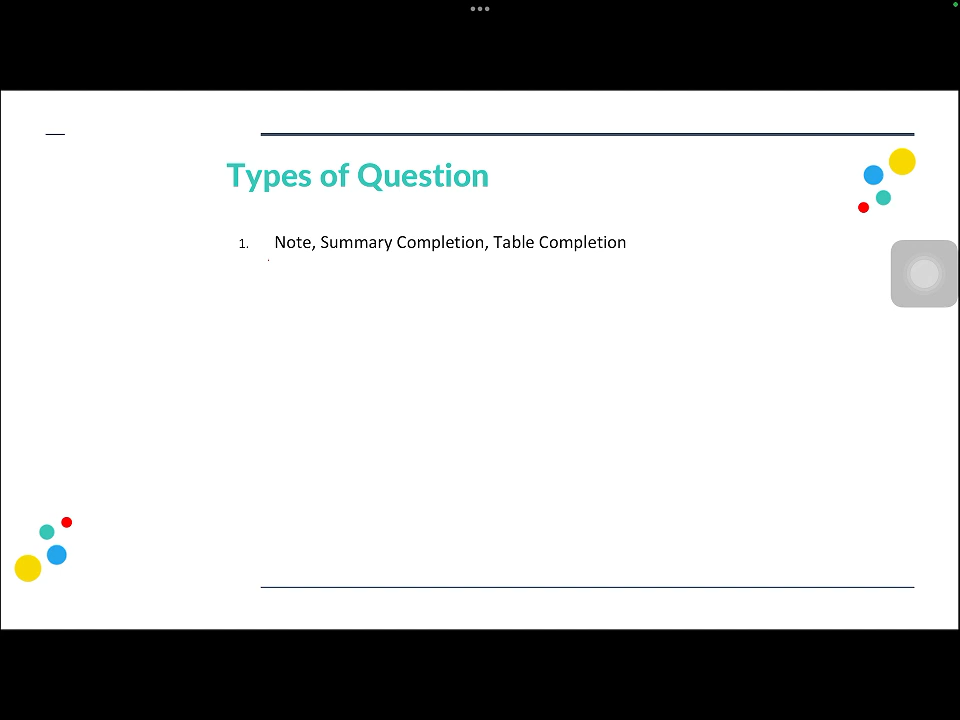 Types of Question
1. Note, Summary Completion, Table Completion